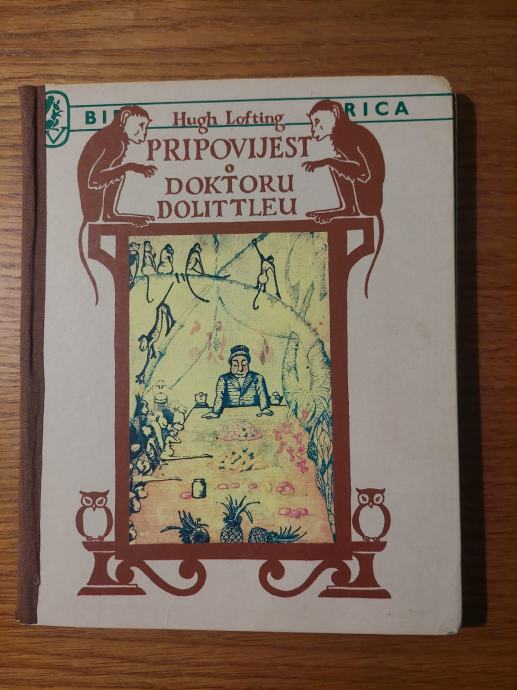 BI RICA
Hugh Lofting
PRIPOVIJEST
o
DOKTORU
DOLITTLEU